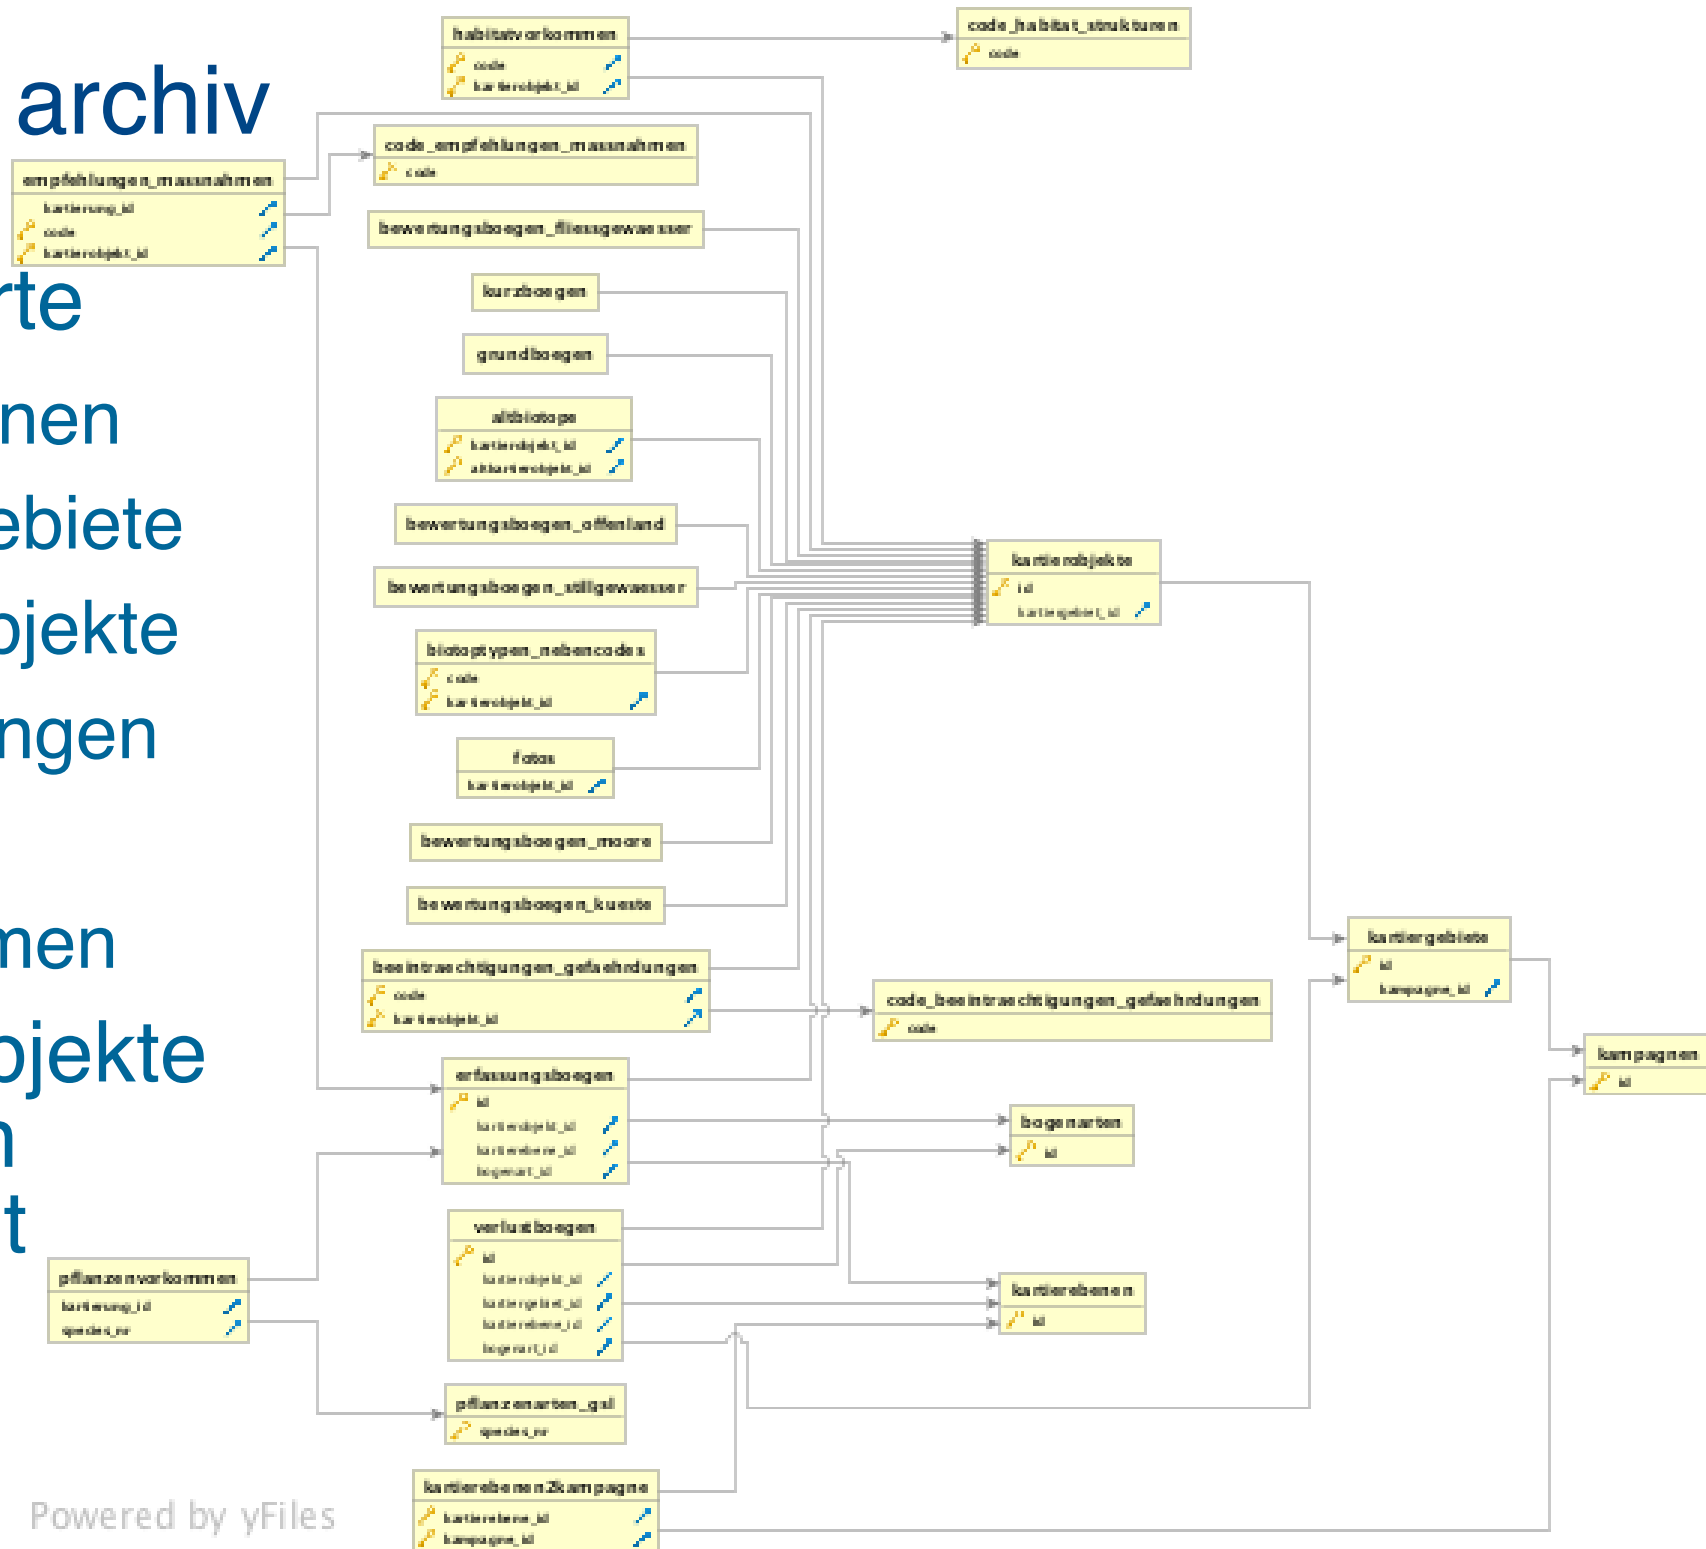 archiv
rte
nen
ebiete
bjekte
ngen
men
bjekte
n
t
habitatvorkommen
code
kartierobjekt_id
code_habitat_strukturen
code
empfehlungen_massnahmen
kartierung_id
code
kartierobjekt_id
code_empfehlungen_massnahmen
code
bewertungsboegen_fliessgewaesser
kurzboegen
grundboegen
altbiotope
kartierobjekt_id
altkartierobjekt_id
bewertungsboegen_offenland
bewertungsboegen_stillgewaesser
kartierobjekte
id
kartiergebiet_id
biotoptypen_nebencodes
code
kartierobjekt_id
fotos
kartierobjekt_id
bewertungsboegen_moore
bewertungsboegen_kueste
kartiergebiete
id
kampagne_id
beeintraechtigungen_gefaehrdungen
code
kartierobjekt_id
code_beeintraechtigungen_gefaehrdungen
code
kampagnen
id
erfassungsboegen
id
kartierobjekt_id
kartierebene_id
bogenart_id
bogenarten
id
verlustboegen
id
kartierobjekt_id
kartiergebiet_id
kartierebene_id
bogenart_id
kartierebenen
id
pflanzenvorkommen
kartierung_id
species_nr
pflanzenarten_gsl
species_nr
kartierebenen2kampagne
kartierebene_id
kampagne_id
Powered by yFiles